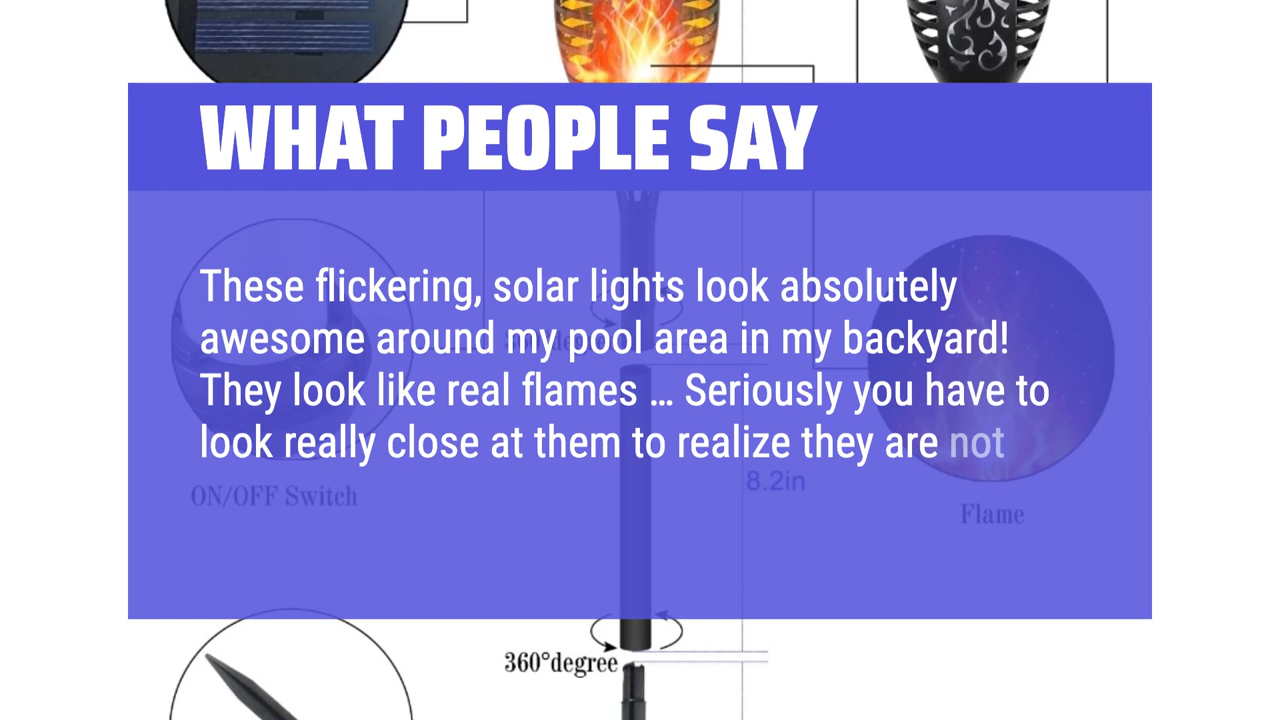 WHAT PEOPLE SAY
These flickering, solar lights look absolutely
awesome around my pool area in my backyard!
They look like real flames … Seriously you have to
look really close at them to realize they are not
8.2in
ON/OFF Switch
Flame
360°degree